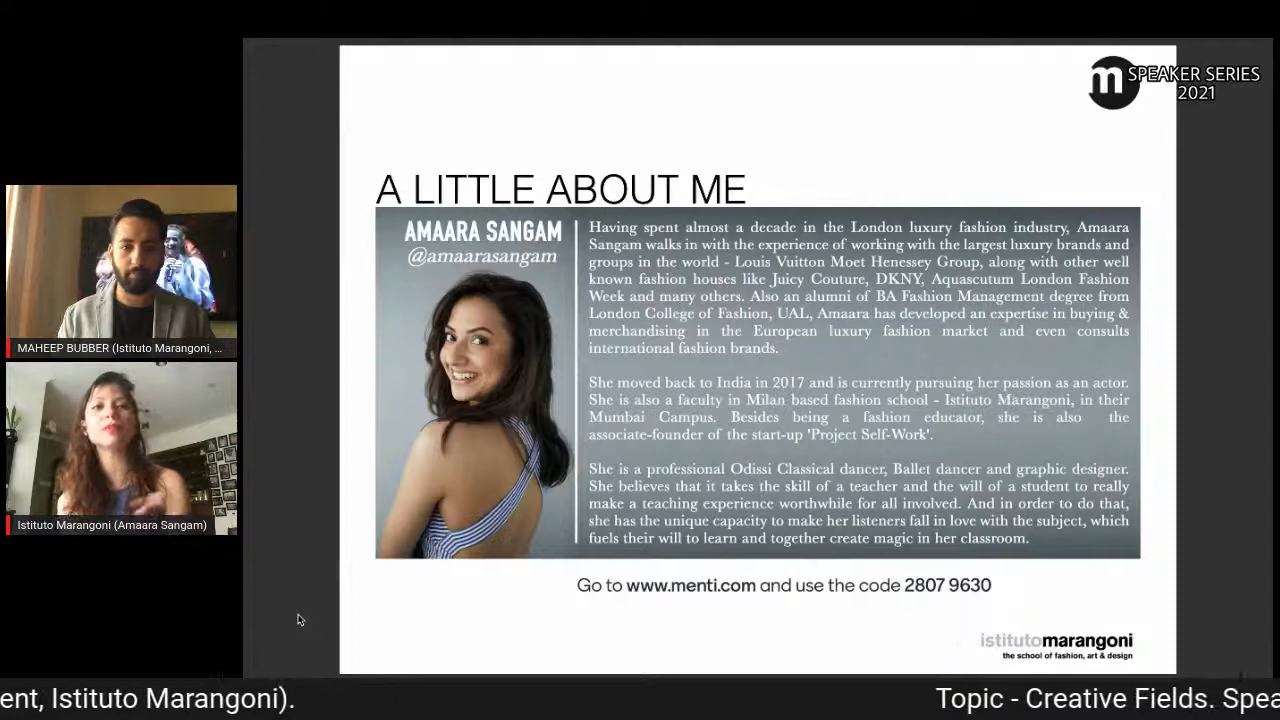 m SPEAKER SERIES
2021
A LITTLE ABOUT ME
AMAARA SANGAM
@amaarasangam
Having spent almost a decade in the London luxury fashion industry, Amaara
Sangam walks in with the experience of working with the largest luxury brands and
groups in the world - Louis Vuitton Moet Henessey Group, along with other well
known fashion houses like Juicy Couture, DKNY, Aquascutum London Fashion
Week and many others. Also an alumni of BA Fashion Management degree from
London College of Fashion, UAL, Amaara has developed an expertise in buying &
merchandising in the European luxury fashion market and even consults
international fashion brands.
She moved back to India in 2017 and is currently pursuing her passion as an actor.
She is also a faculty in Milan based fashion school - Istituto Marangoni, in their
Mumbai Campus. Besides being a fashion educator, she is also the
associate-founder of the start-up 'Project Self-Work'.
She is a professional Odissi Classical dancer, Ballet dancer and graphic designer.
She believes that it takes the skill of a teacher and the will of a student to really
make a teaching experience worthwhile for all involved. And in order to do that,
she has the unique capacity to make her listeners fall in love with the subject, which
fuels their will to learn and together create magic in her classroom.
Go to www.menti.com and use the code 2807 9630
istitutomarangoni
the school of fashion, art & design
MAHEEP BUBBER (Istituto Marangoni, ...
Istituto Marangoni (Amaara Sangam)
ent, Istituto Marangoni). Topic - Creative Fields. Spea